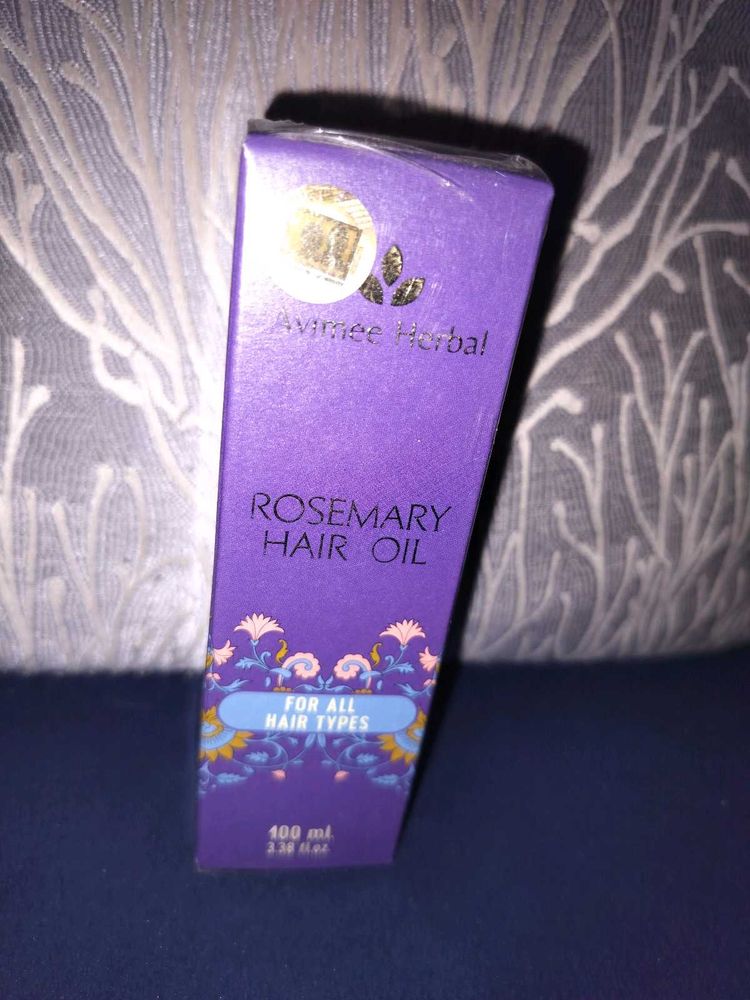 Avimee Herbal
ROSEMARY
HAIR OIL
FOR ALL
HAIR TYPES
100 ml.
3.38 fl.oz.